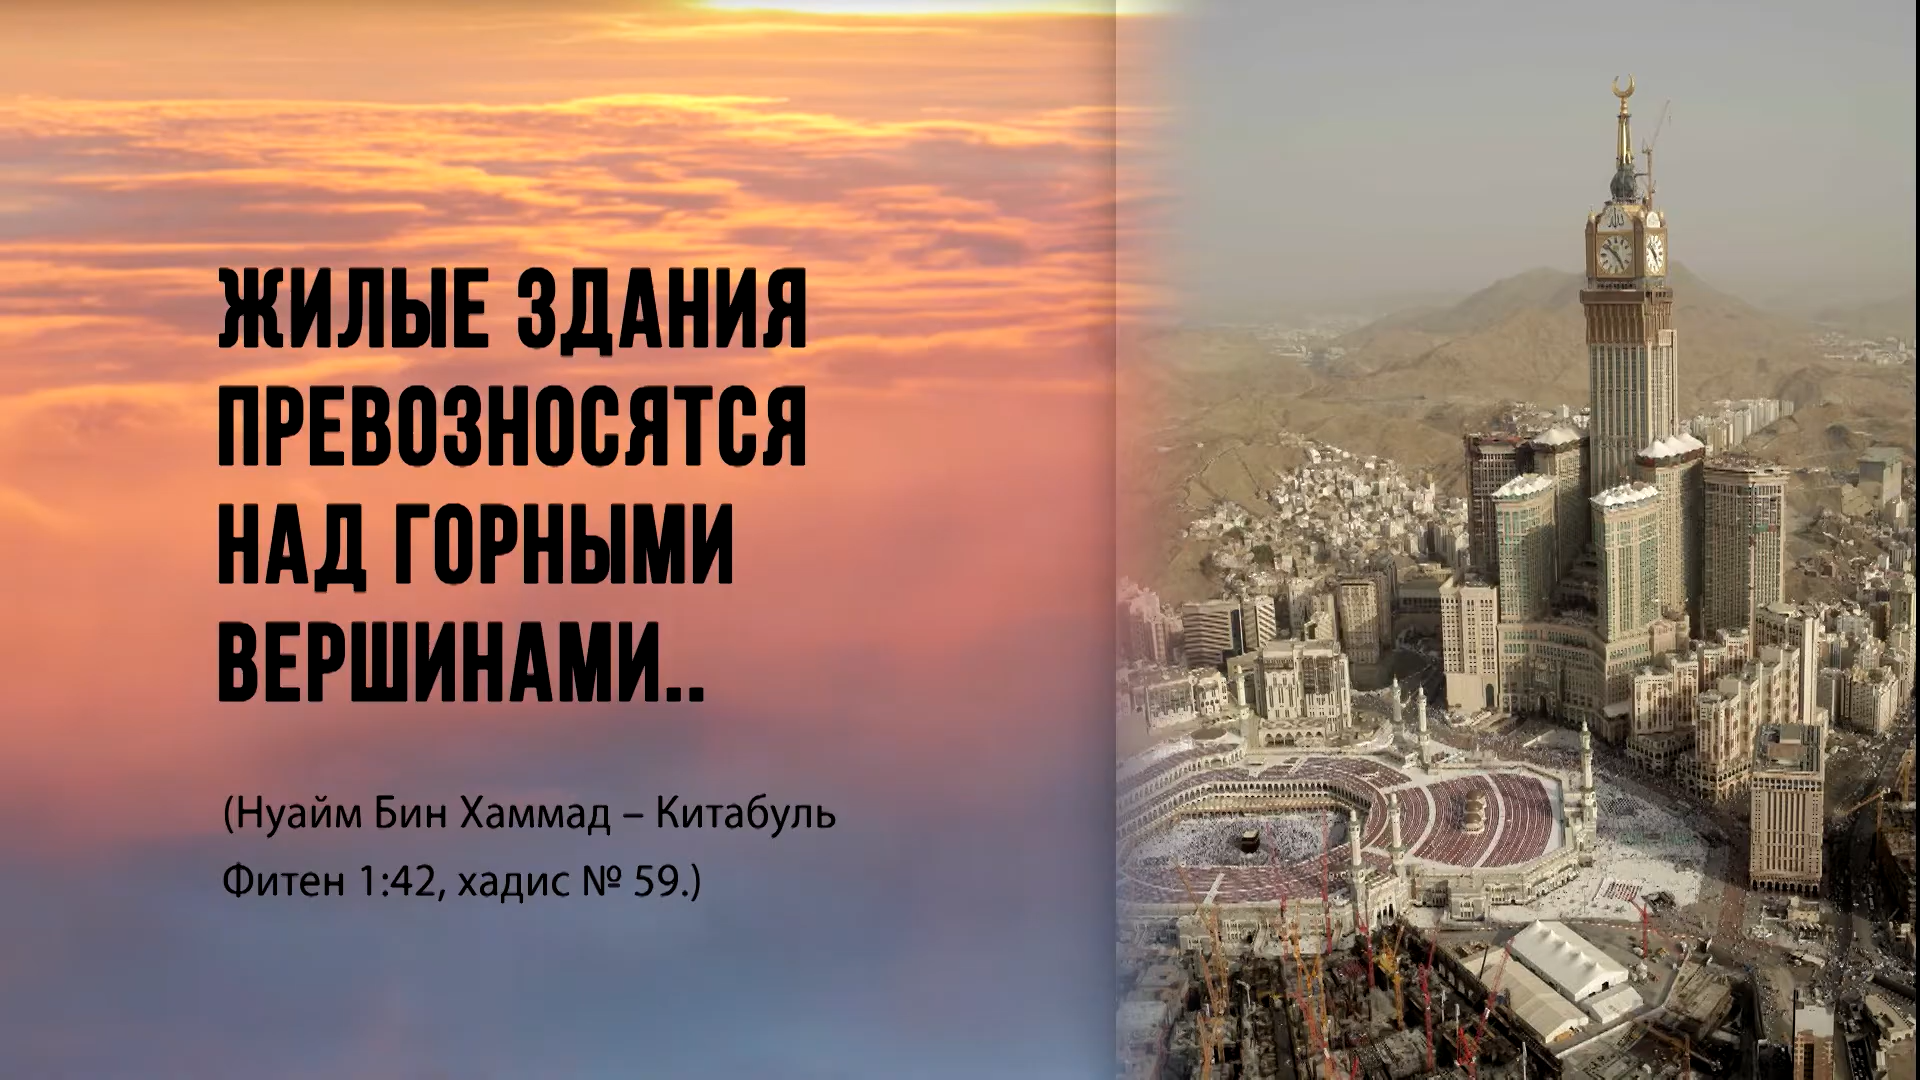 ЖИЛЫЕ ЗДАНИЯ
ПРЕВОЗНОСЯТСЯ
НАД ГОРНЫМИ
ВЕРШИНАМИ..
(Нуайм Бин Хаммад – Китабуль
Фитен 1:42, хадис № 59.)